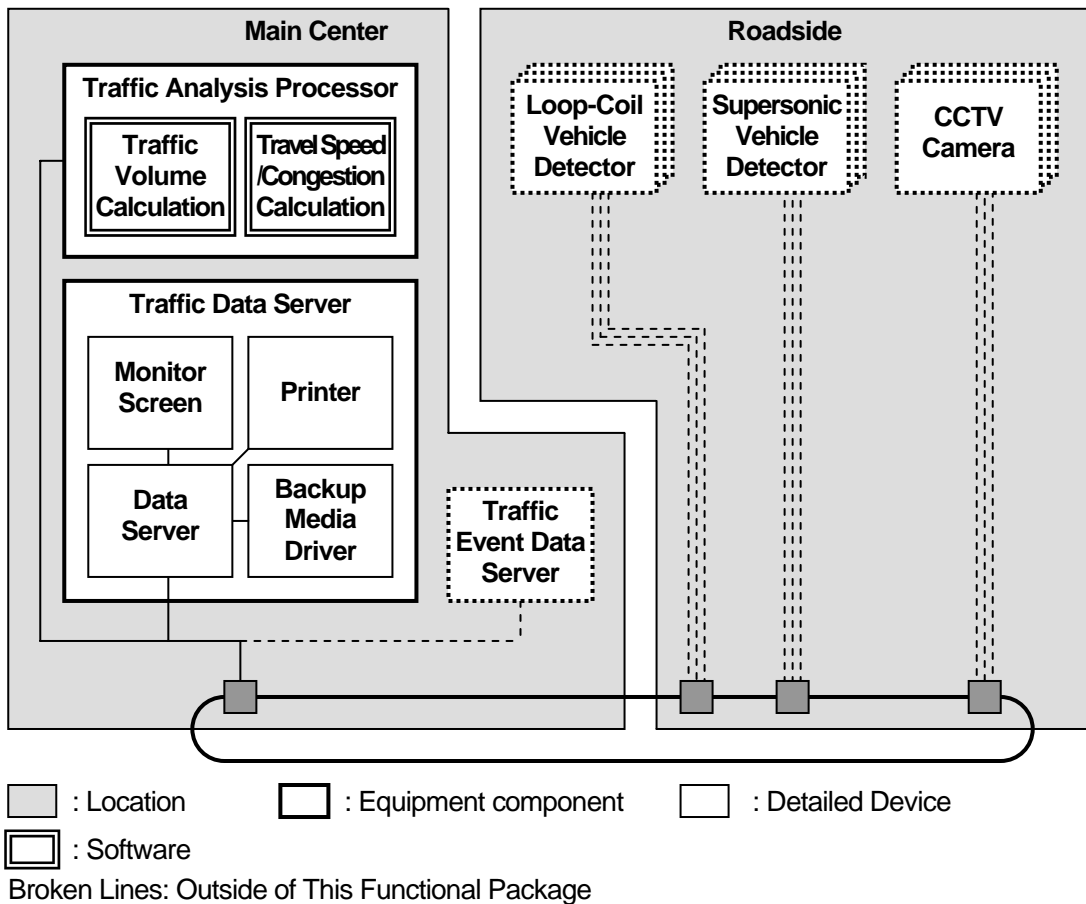 Main Center
Traffic Analysis Processor
Traffic
Volume
Calculation
Travel Speed
/Congestion
Calculation
Traffic Data Server
Monitor
Screen
Printer
Data
Server
Backup
Media
Driver
Traffic
Event Data
Server
Roadside
Loop-Coil
Vehicle
Detector
Supersonic
Vehicle
Detector
CCTV
Camera
: Location
: Equipment component
: Detailed Device
: Software
Broken Lines: Outside of This Functional Package